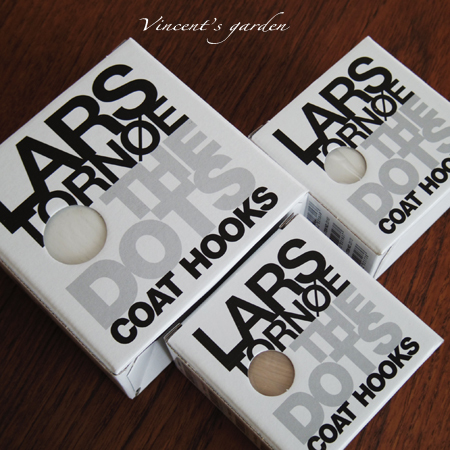 Vincent's garden
LARS
TORNØE
THE
DOTS
COAT HOOKS
LARS
TORNØE
THE
DOTS
COAT HOOKS
LARS
TORNØE
THE
DOTS
COAT HOOKS